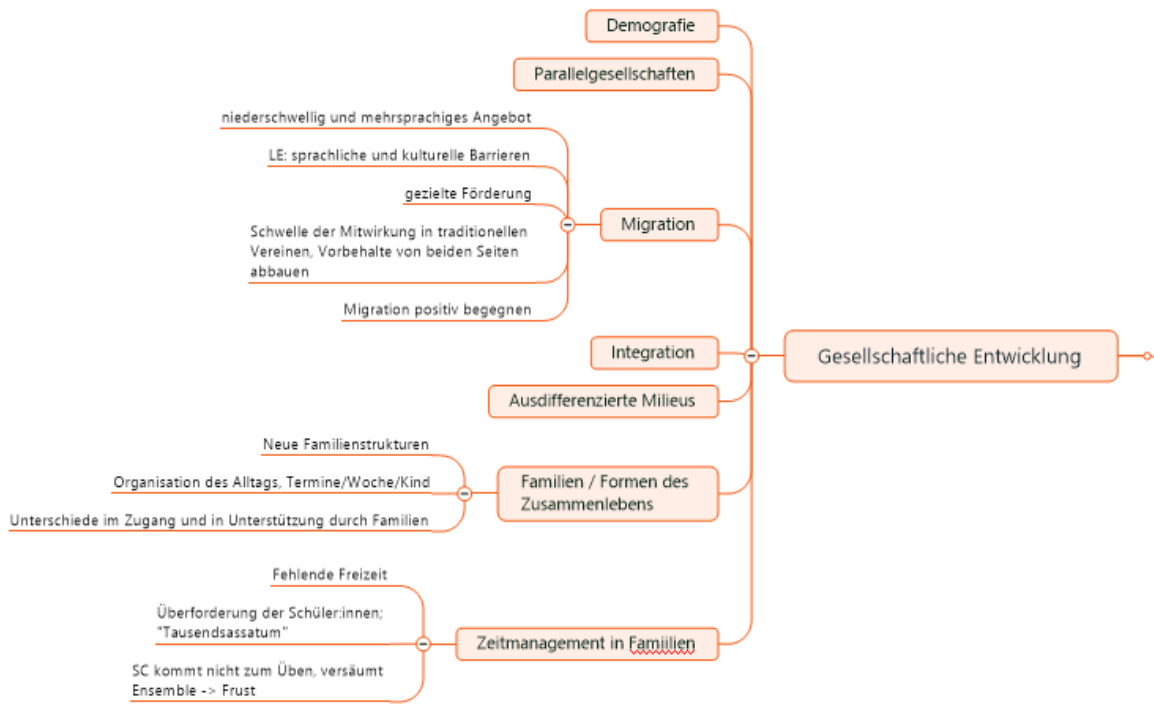 Demografie
Parallelgesellschaften
niederschwellig und mehrsprachiges Angebot
LE: sprachliche und kulturelle Barrieren
gezielte Förderung
Schwelle der Mitwirkung in traditionellen
Vereinen, Vorbehalte von beiden Seiten
abbauen
Migration positiv begegnen
Migration
Integration
Ausdifferenzierte Milieus
Gesellschaftliche Entwicklung
Neue Familienstrukturen
Organisation des Alltags, Termine/Woche/Kind
Unterschiede im Zugang und in Unterstützung durch Familien
Familien / Formen des
Zusammenlebens
Fehlende Freizeit
Überforderung der Schüler:innen;
"Tausendsassatum"
SC kommt nicht zum Üben, versäumt
Ensemble -> Frust
Zeitmanagement in Famiilien